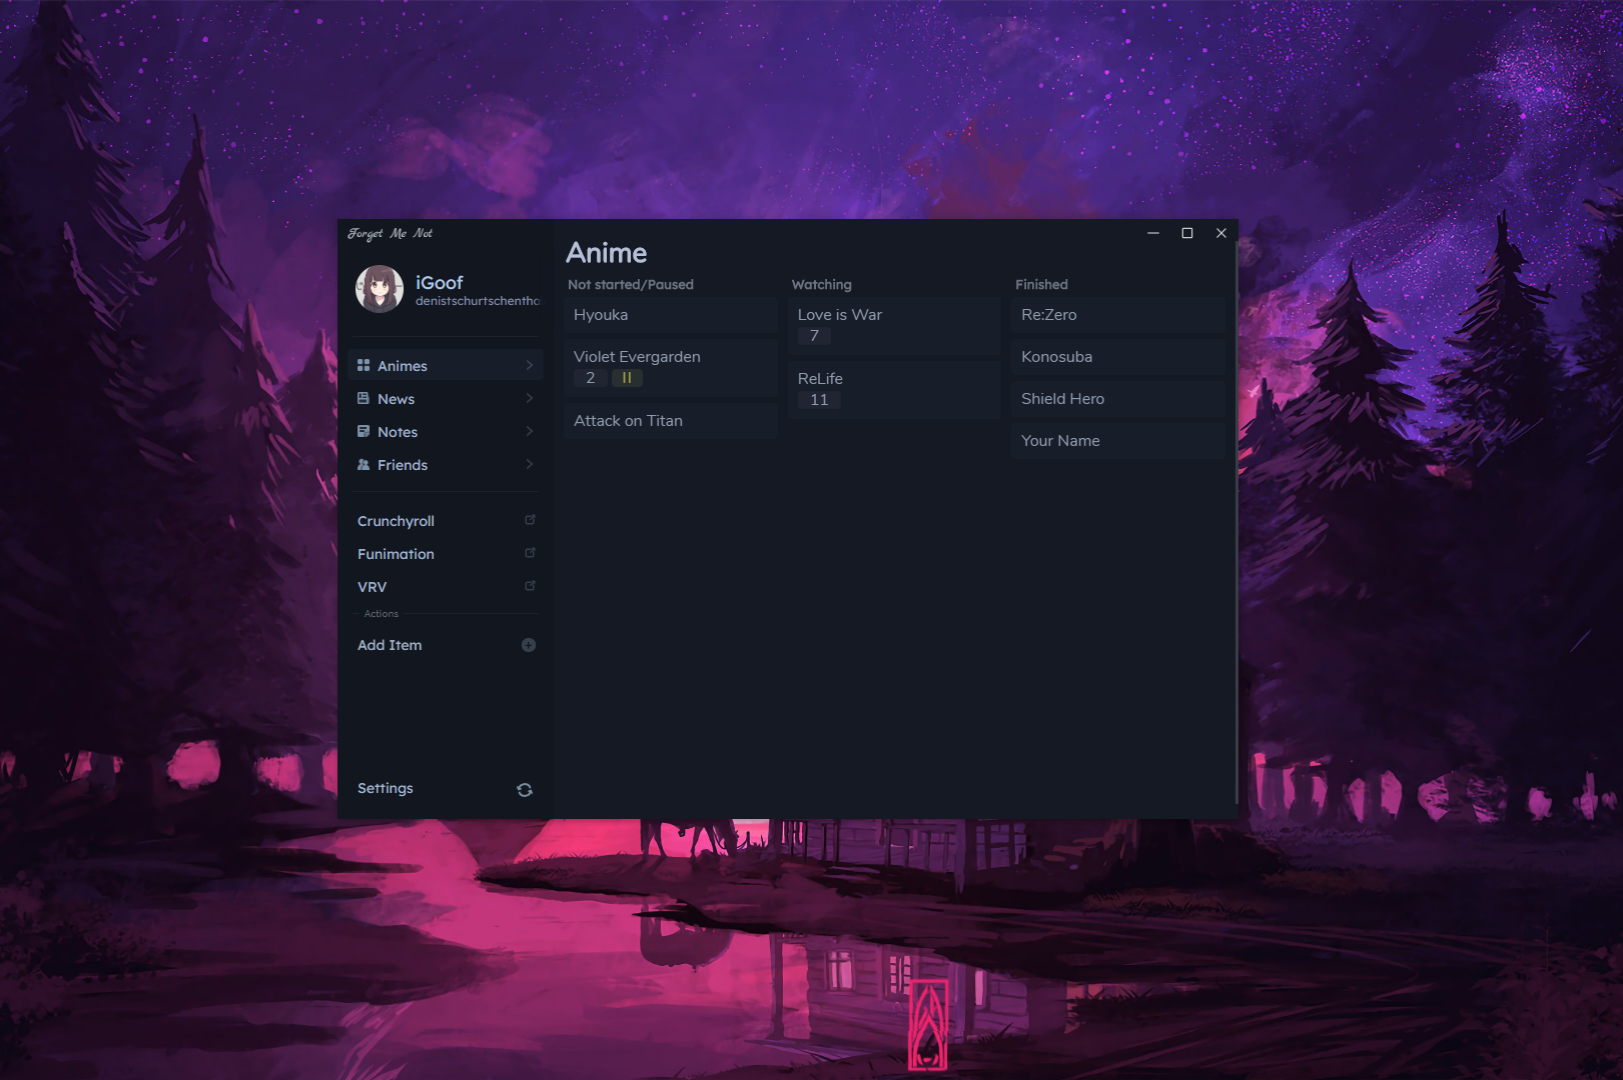 Forget Me Not
iGoof
denistschurtschentha
Animes
News
Notes
Friends
Crunchyroll
Funimation
VRV
Actions
Add Item
Settings
Anime
Not started/Paused
Hyouka
Violet Evergarden
2
Attack on Titan
Watching
Love is War
7
ReLife
11
Finished
Re:Zero
Konosuba
Shield Hero
Your Name